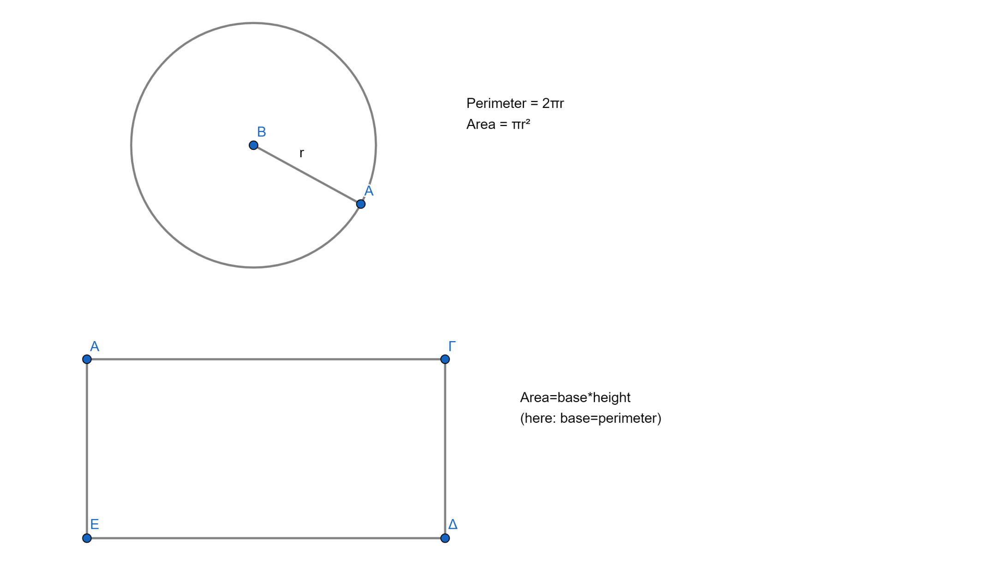 B
r
A
Perimeter = 2πr
Area = πr²
Α
Γ
Ε
Δ
Area=base*height
(here: base=perimeter)